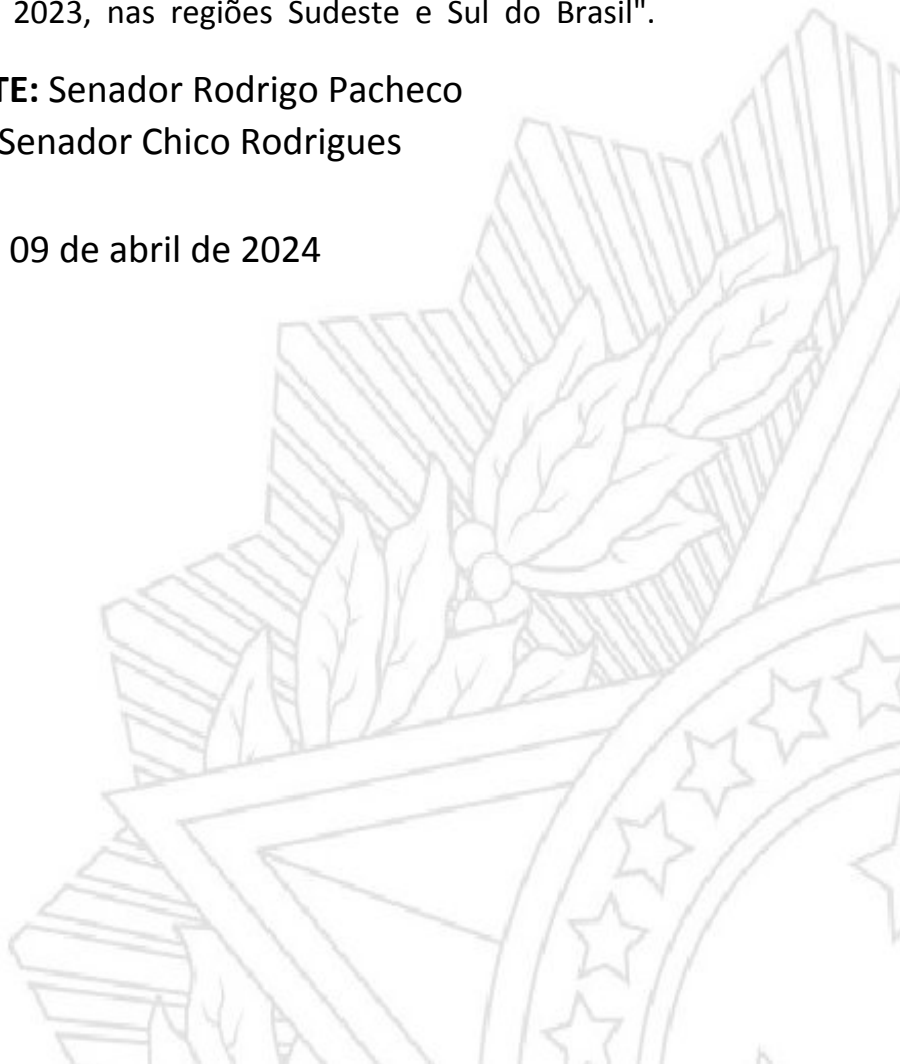 2023, nas regiões Sudeste e Sul do Brasil".
TE: Senador Rodrigo Pacheco
Senador Chico Rodrigues
09 de abril de 2024